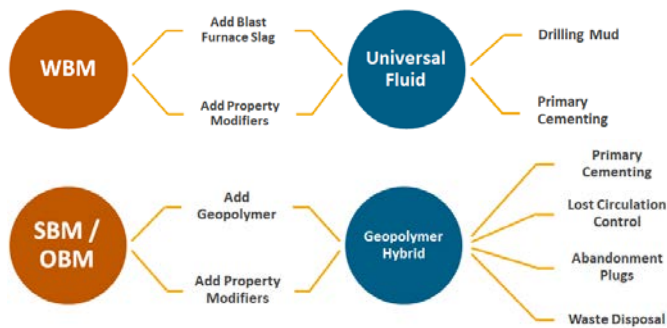 WBM
Add Blast
Furnace Slag
Add Property
Modifiers
Universal
Fluid
Drilling Mud
Primary
Cementing
SBM /
OBM
Add
Geopolymer
Add Property
Modifiers
Geopolymer
Hybrid
Primary
Cementing
Lost Circulation
Control
Abandonment
Plugs
Waste Disposal